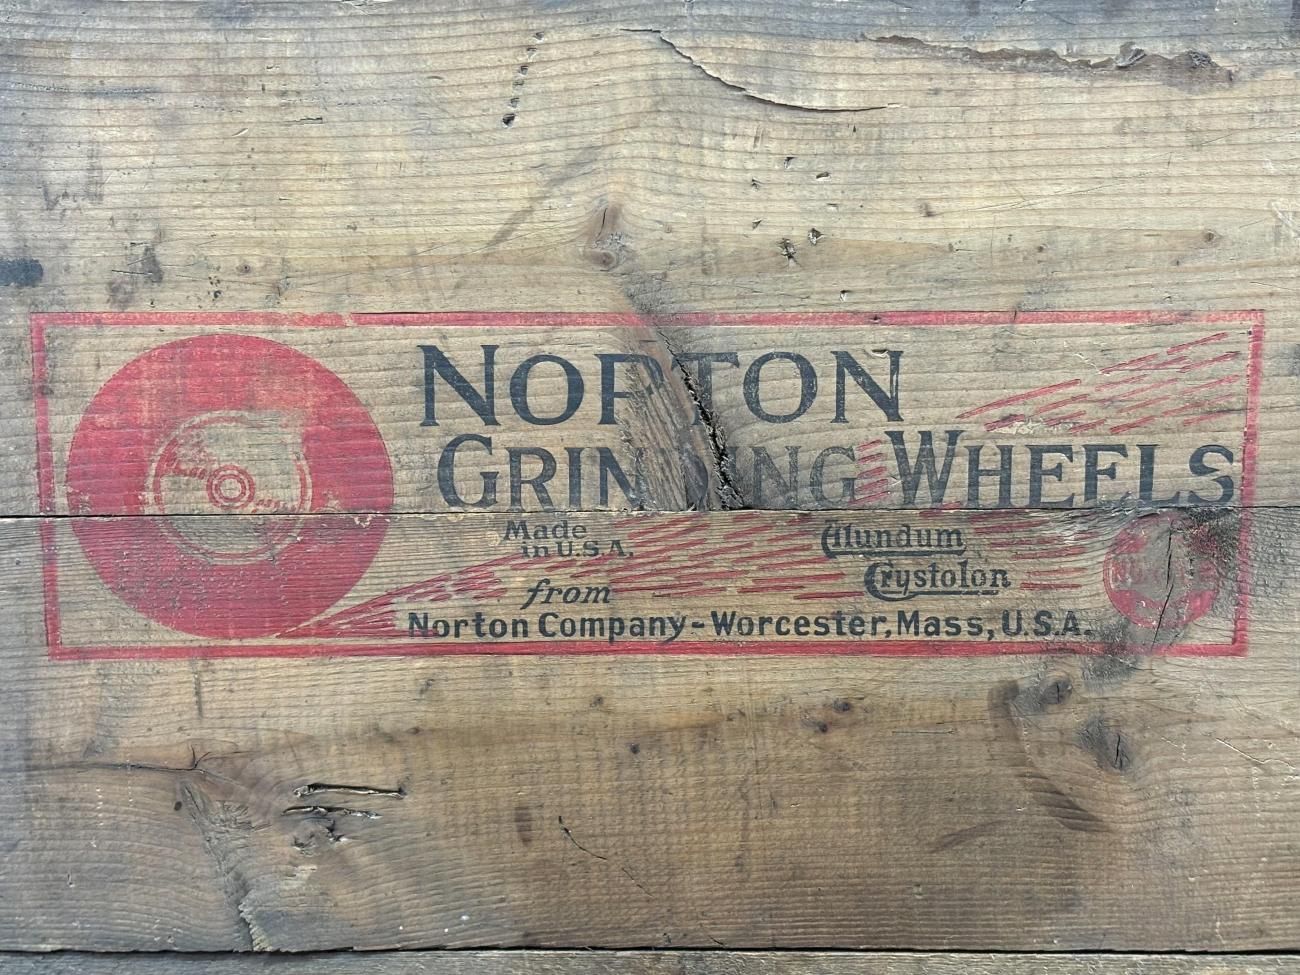 NORTON
GRINDING WHEELS
Made
in U.S.A.
Alundum
Crystolon
from
Norton Company-Worcester, Mass, U.S.A.